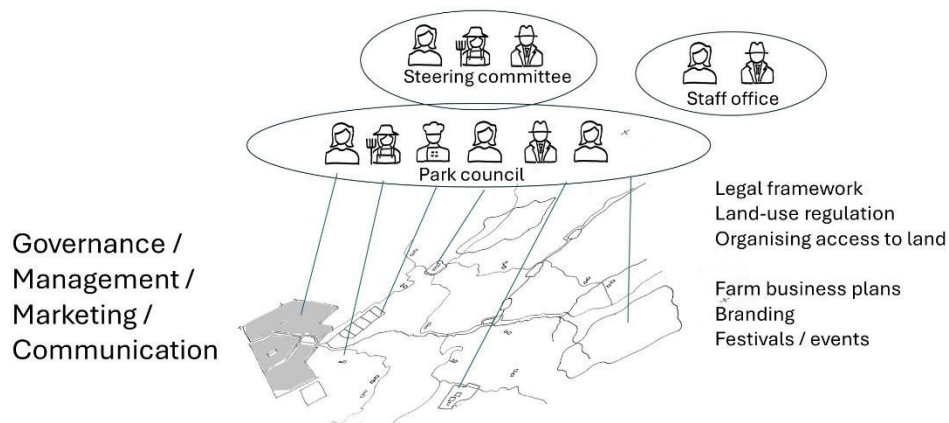 Steering committee
Staff office
Park council
Governance /
Management /
Marketing /
Communication
Legal framework
Land-use regulation
Organising access to land
Farm business plans
Branding
Festivals / events